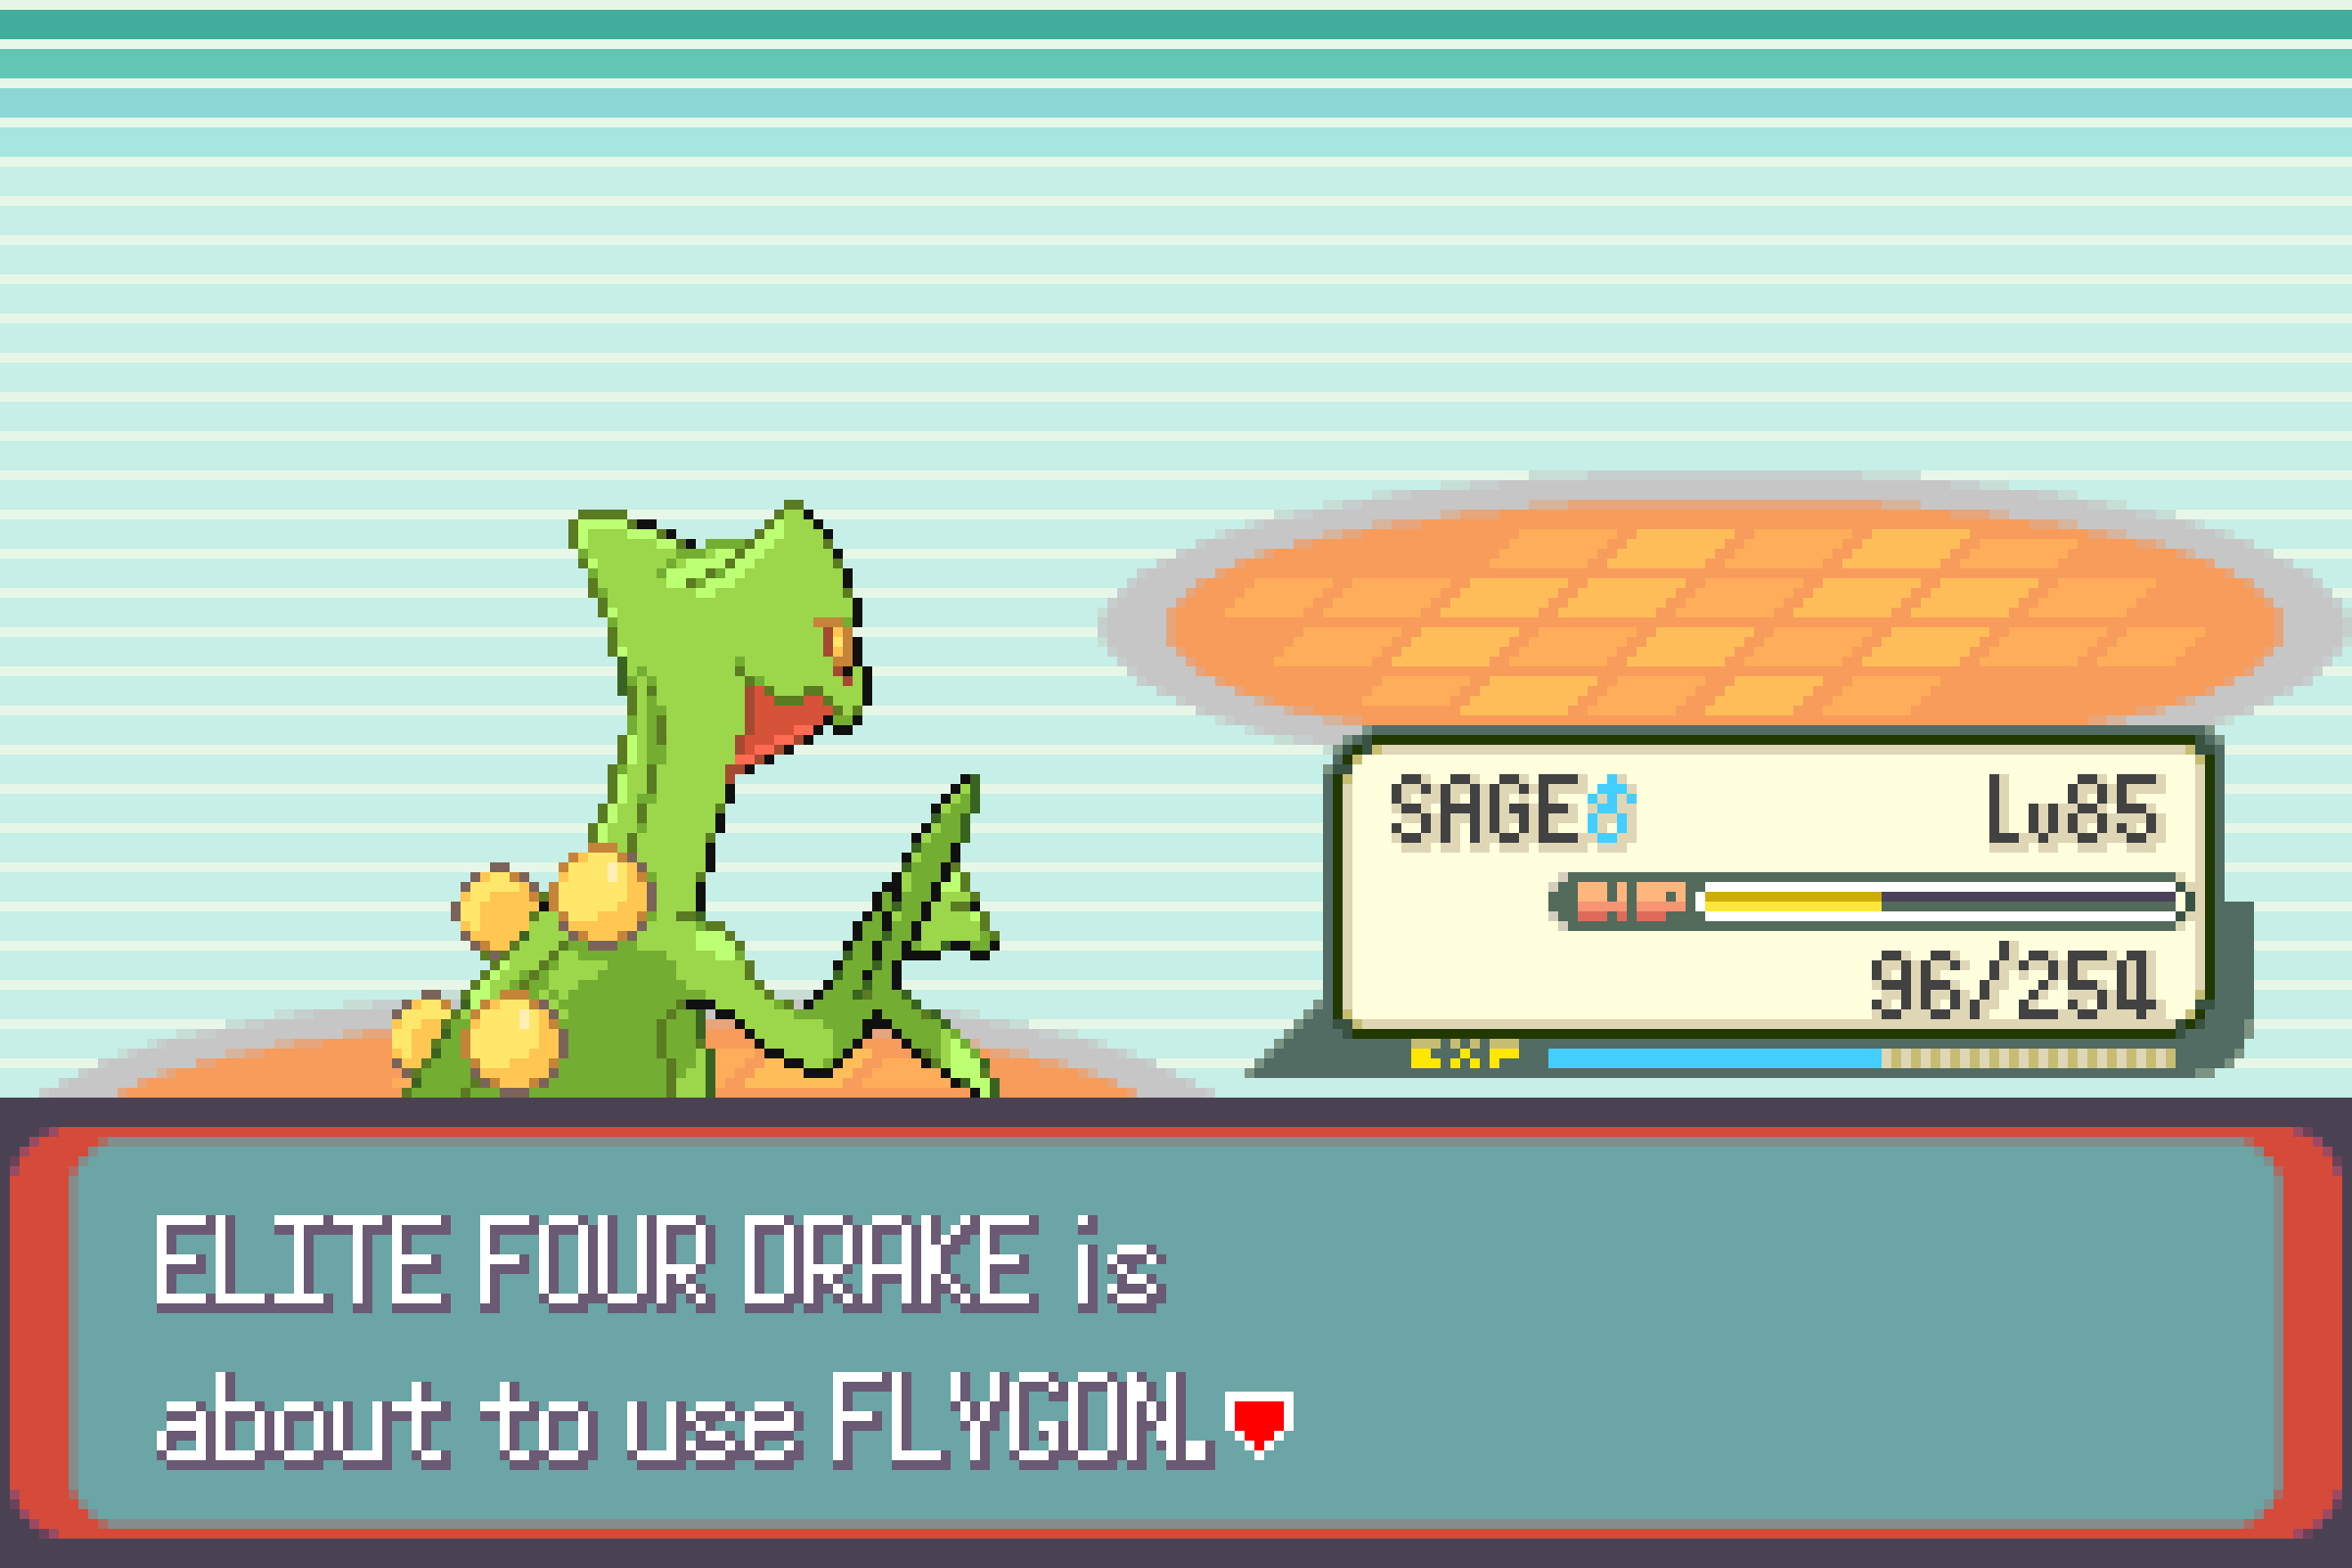 SAGE♂ Lv85
HP
96/254
EXP
ELITE FOUR DRAKE is
about to use FLYGON.